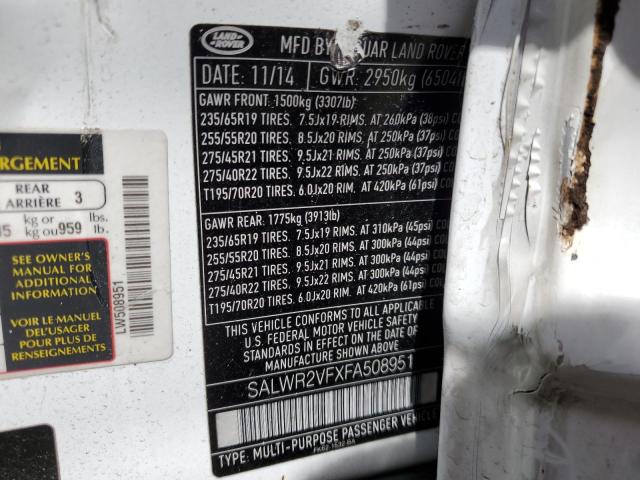 ERGEMENT
REAR
ARRIÈRE 3
kg or lbs.
kg ou 959 lb.
SEE OWNER'S
MANUAL FOR
ADDITIONAL
INFORMATION
VOIR LE MANUEL
DE L'USAGER
POUR PLUS DE
RENSEIGNEMENTS
LW508951
LAND ROVER
MFD BY JAGUAR LAND ROVER
DATE: 11/14 GWR: 2950kg
GAWR FRONT: 1500kg (3307lb)
235/65R19 TIRES. 7.5Jx19 RIMS. AT 260kPa (38psi)
255/55R20 TIRES. 8.5Jx20 RIMS. AT 250kPa (37psi)
275/45R21 TIRES. 9.5Jx21 RIMS. AT 250kPa (37psi)
275/40R22 TIRES. 9.5Jx22 RIMS. AT 250kPa (37psi)
T195/70R20 TIRES. 6.0Jx20 RIM. AT 420kPa (61psi)
GAWR REAR: 1775kg (3913lb)
235/65R19 TIRES. 7.5Jx19 RIMS. AT 310kPa (45psi)
255/55R20 TIRES. 8.5Jx20 RIMS. AT 300kPa (44psi)
275/45R21 TIRES. 9.5Jx21 RIMS. AT 300kPa (44psi)
275/40R22 TIRES. 9.5Jx22 RIMS. AT 300kPa (44psi)
T195/70R20 TIRES. 6.0Jx20 RIM. AT 420kPa (61psi)
THIS VEHICLE CONFORMS TO ALL APPLICABLE
U.S. FEDERAL MOTOR VEHICLE SAFETY
STANDARDS IN EFFECT ON THE DATE OF
MANUFACTURE SHOWN ABOVE.
SALWR2VFXFA508951
TYPE: MULTI-PURPOSE PASSENGER VEHICLE